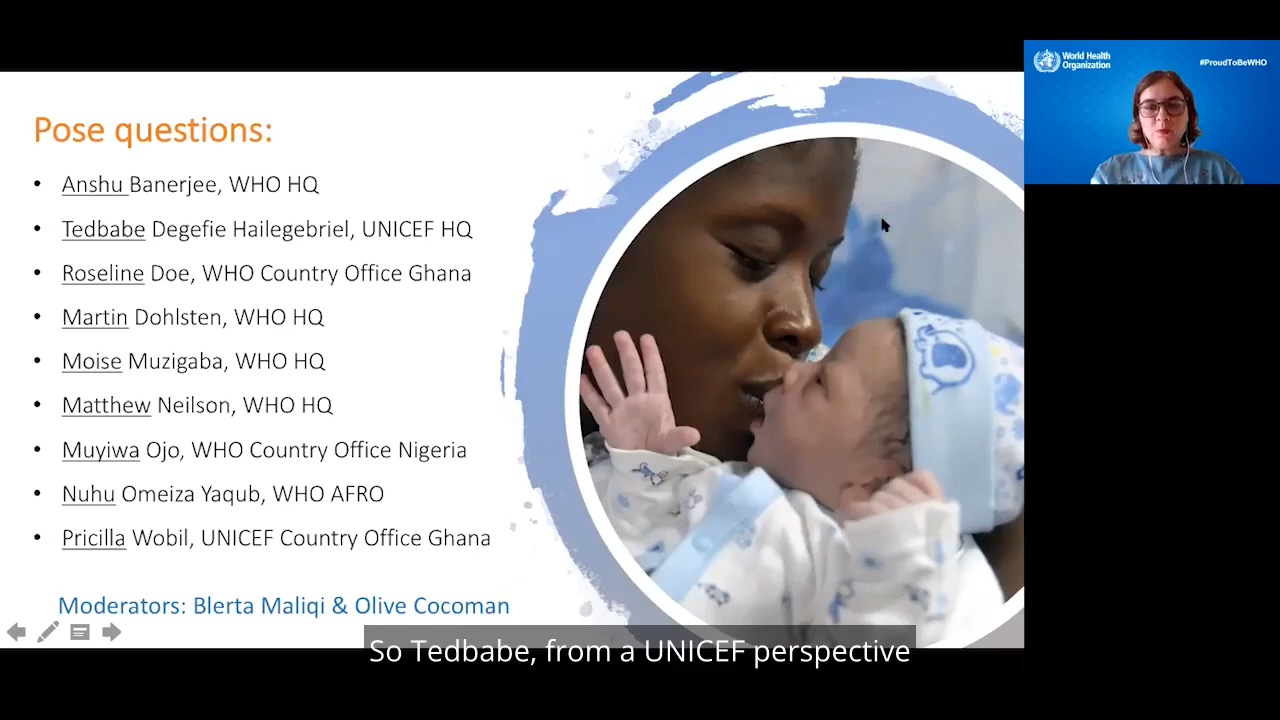 World Health
Organization
#ProudToBeWHO
Pose questions:
• Anshu Banerjee, WHO HQ
• Tedbabe Degefie Hailegebriel, UNICEF HQ
• Roseline Doe, WHO Country Office Ghana
• Martin Dohlsten, WHO HQ
• Moise Muzigaba, WHO HQ
• Matthew Neilson, WHO HQ
• Muyiwa Ojo, WHO Country Office Nigeria
• Nuhu Omeiza Yaqub, WHO AFRO
• Pricilla Wobil, UNICEF Country Office Ghana
Moderators: Blerta Maliqi & Olive Cocoman
So Tedbabe, from a UNICEF perspective